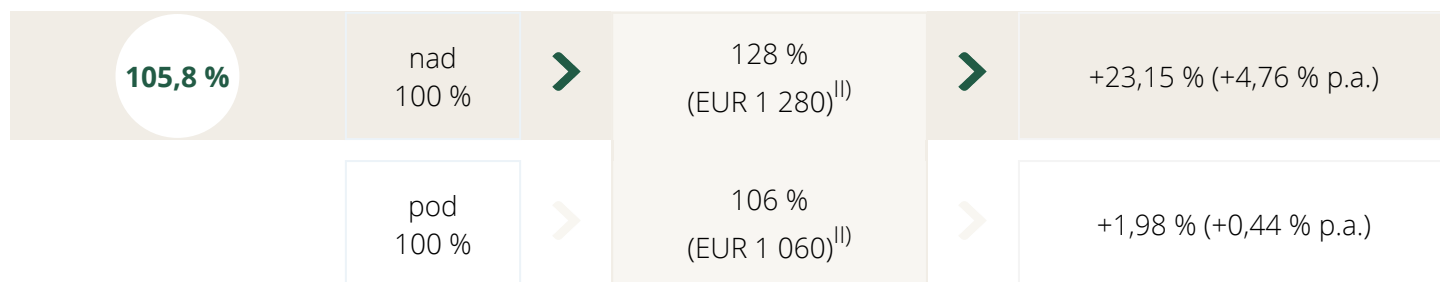 105,8 %
nad
100 %
128 %
(EUR 1 280)II)
+23,15 % (+4,76 % p.a.)
pod
100 %
106 %
(EUR 1 060)II)
+1,98 % (+0,44 % p.a.)